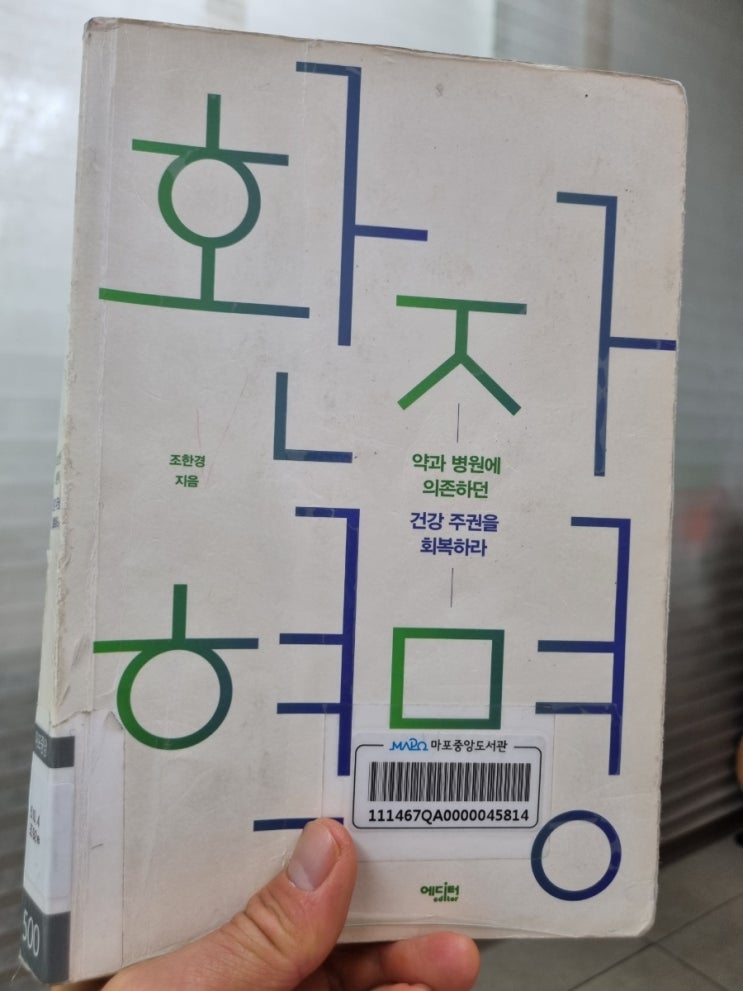 환자
혁명
조한경
지음
약과 병원에
의존하던
건강 주권을
회복하라
MAPO 마포중앙도서관
111467QA0000045814
에디터
editor
500